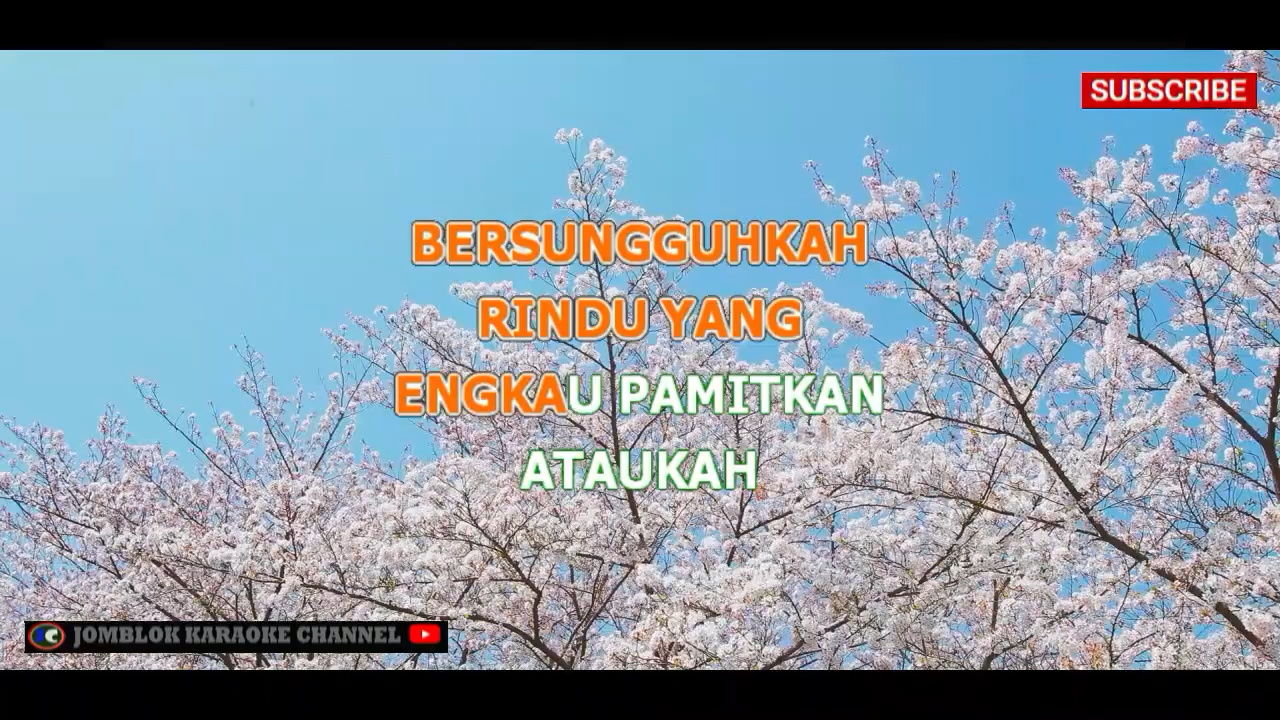 SUBSCRIBE
BERSUNGGUHKAH
RINDU YANG
ENGKAU PAMITKAN
ATAUKAH
JOMBLOK KARAOKE CHANNEL